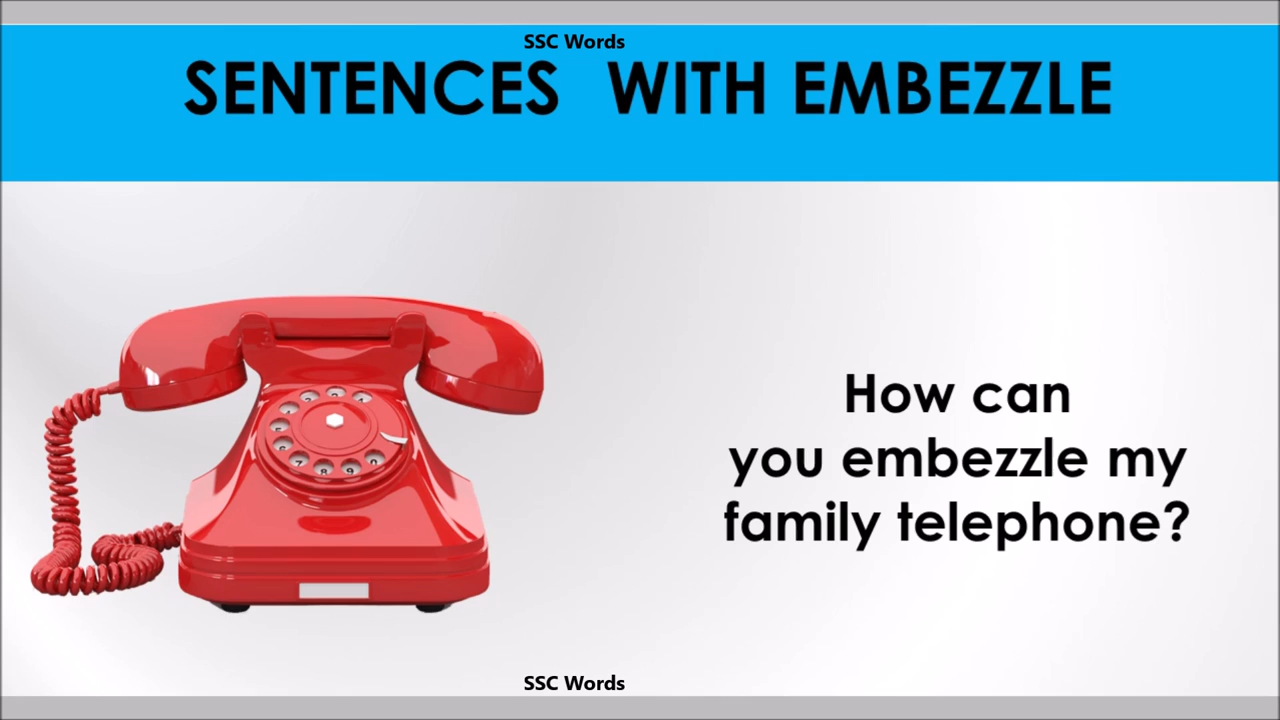 SSC Words
SENTENCES WITH EMBEZZLE
How can
you embezzle my
family telephone?
SSC Words